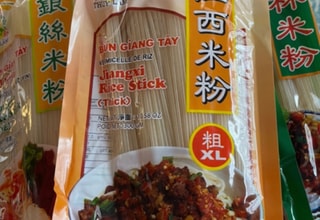 銀絲米粉
BUN GIANG TAY
VERMICELLE DE RIZ
Jiangxi
Rice Stick
(Thick)
西米粉
粗
XL
林米粉